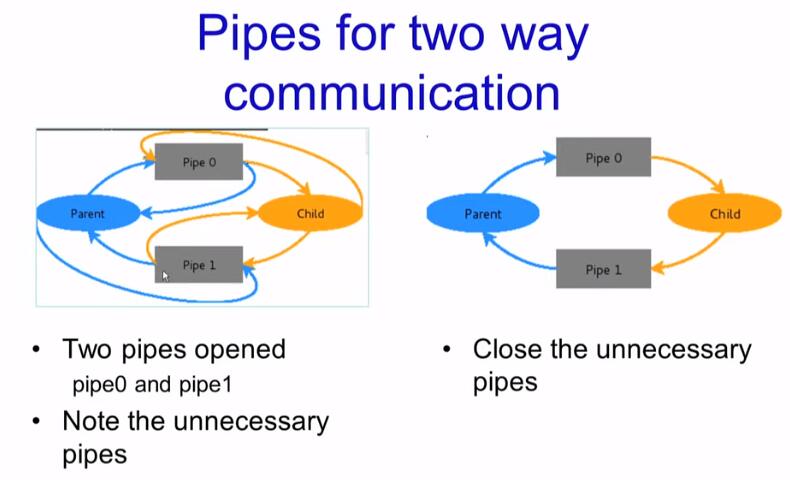 Pipes for two way
communication
Pipe 0
Parent
Child
Pipe 1
Pipe 0
Parent
Child
Pipe 1
• Two pipes opened
pipe0 and pipe1
• Note the unnecessary
pipes
• Close the unnecessary
pipes